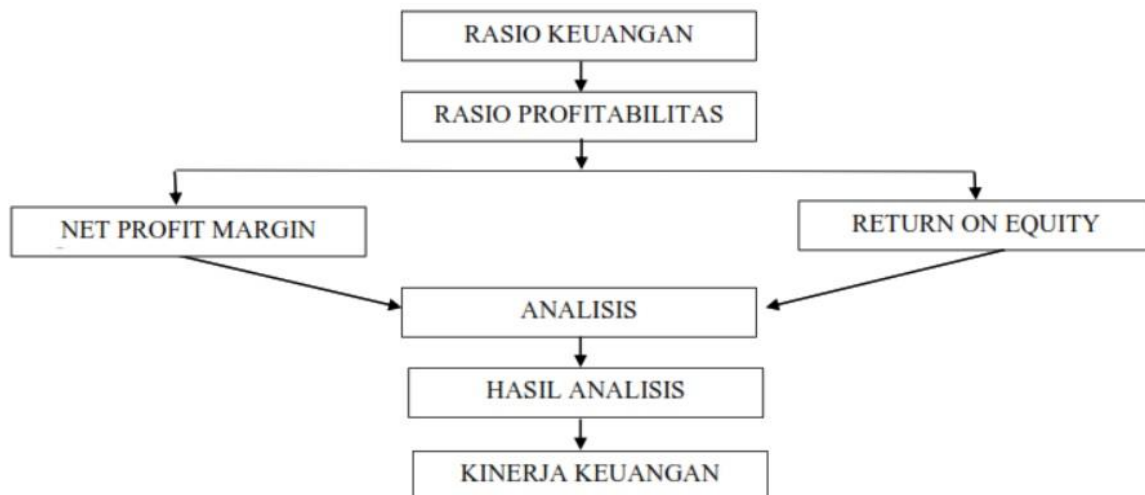 RASIO KEUANGAN
RASIO PROFITABILITAS
NET PROFIT MARGIN
RETURN ON EQUITY
ANALISIS
HASIL ANALISIS
KINERJA KEUANGAN